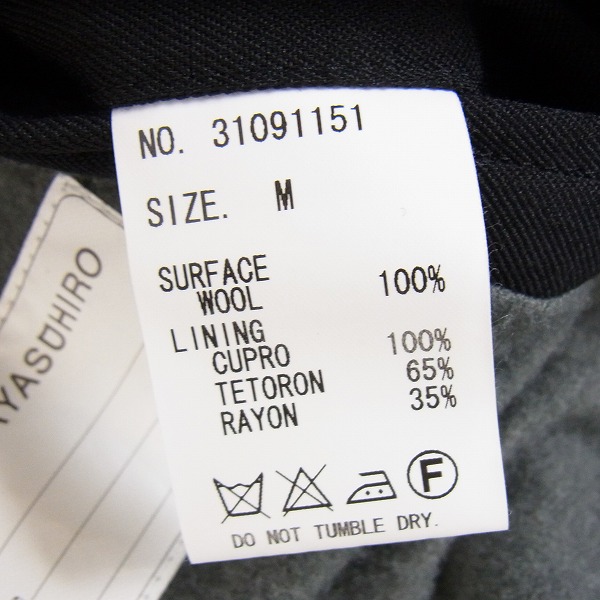 NO. 31091151
SIZE. M
SURFACE
WOOL 100%
LINING
CUPRO 100%
TETORON 65%
RAYON 35%
F
DO NOT TUMBLE DRY.
YASUHIRO